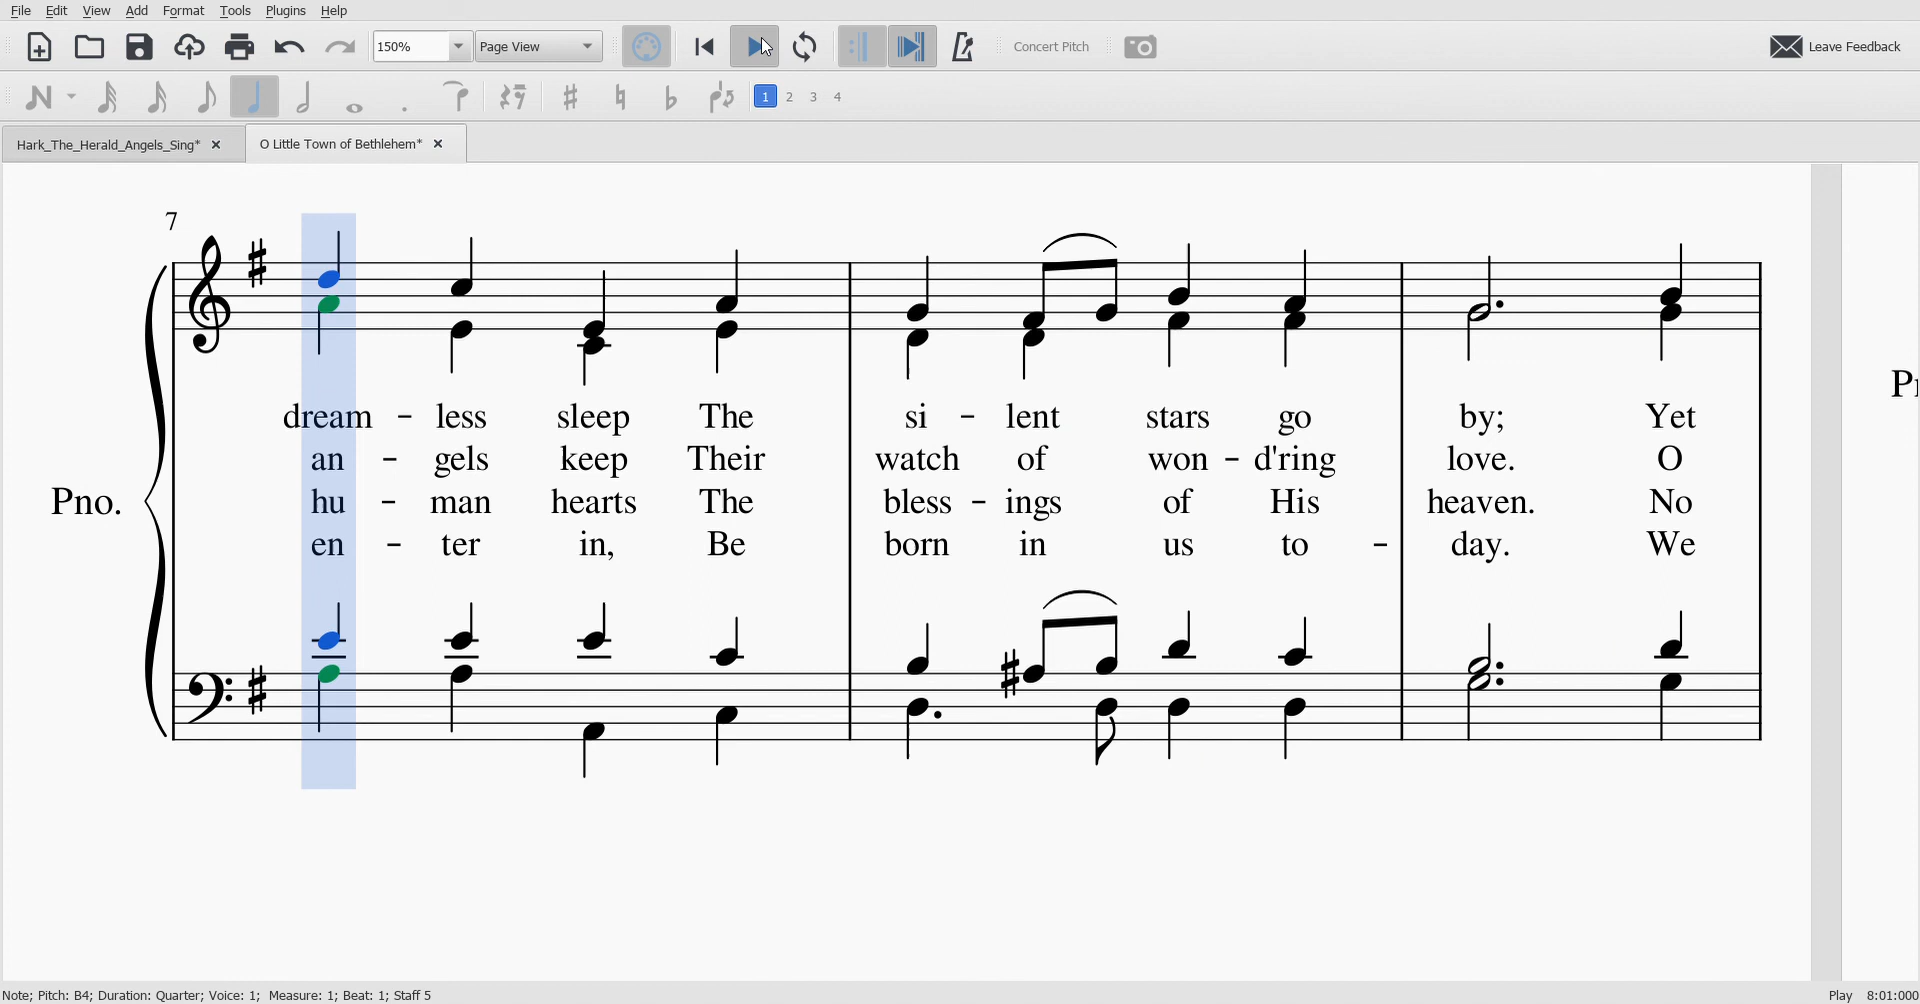 File Edit View Add Format Tools Plugins Help
150% Page View Concert Pitch Leave Feedback
1 2 3 4
Hark_The_Herald_Angels_Sing* O Little Town of Bethlehem*
7
dream - less sleep The si - lent stars go by; Yet
an - gels keep Their watch of won - d'ring love. O
Pno. hu - man hearts The bless - ings of His heaven. No
en - ter in, Be born in us to - day. We
Note; Pitch: B4; Duration: Quarter; Voice: 1; Measure: 1; Beat: 1; Staff 5 Play 8:01:000